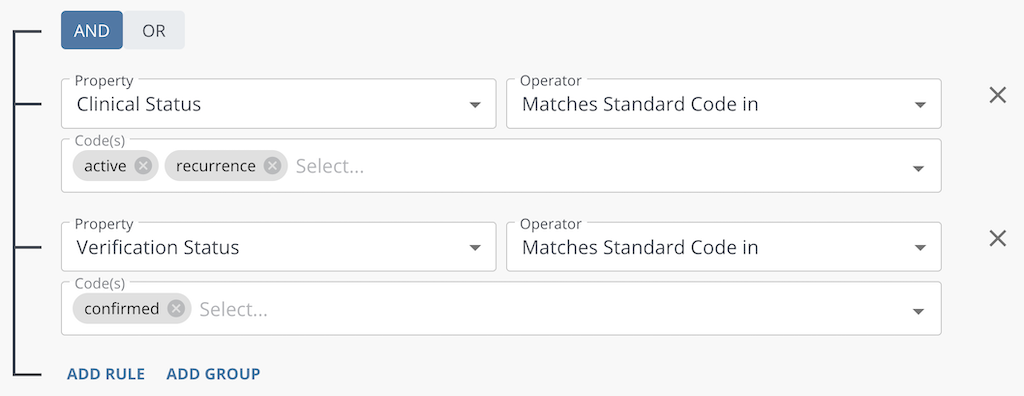 AND OR
Property Operator
Clinical Status Matches Standard Code in
Code(s)
active recurrence Select...
Property Operator
Verification Status Matches Standard Code in
Code(s)
confirmed Select...
ADD RULE ADD GROUP